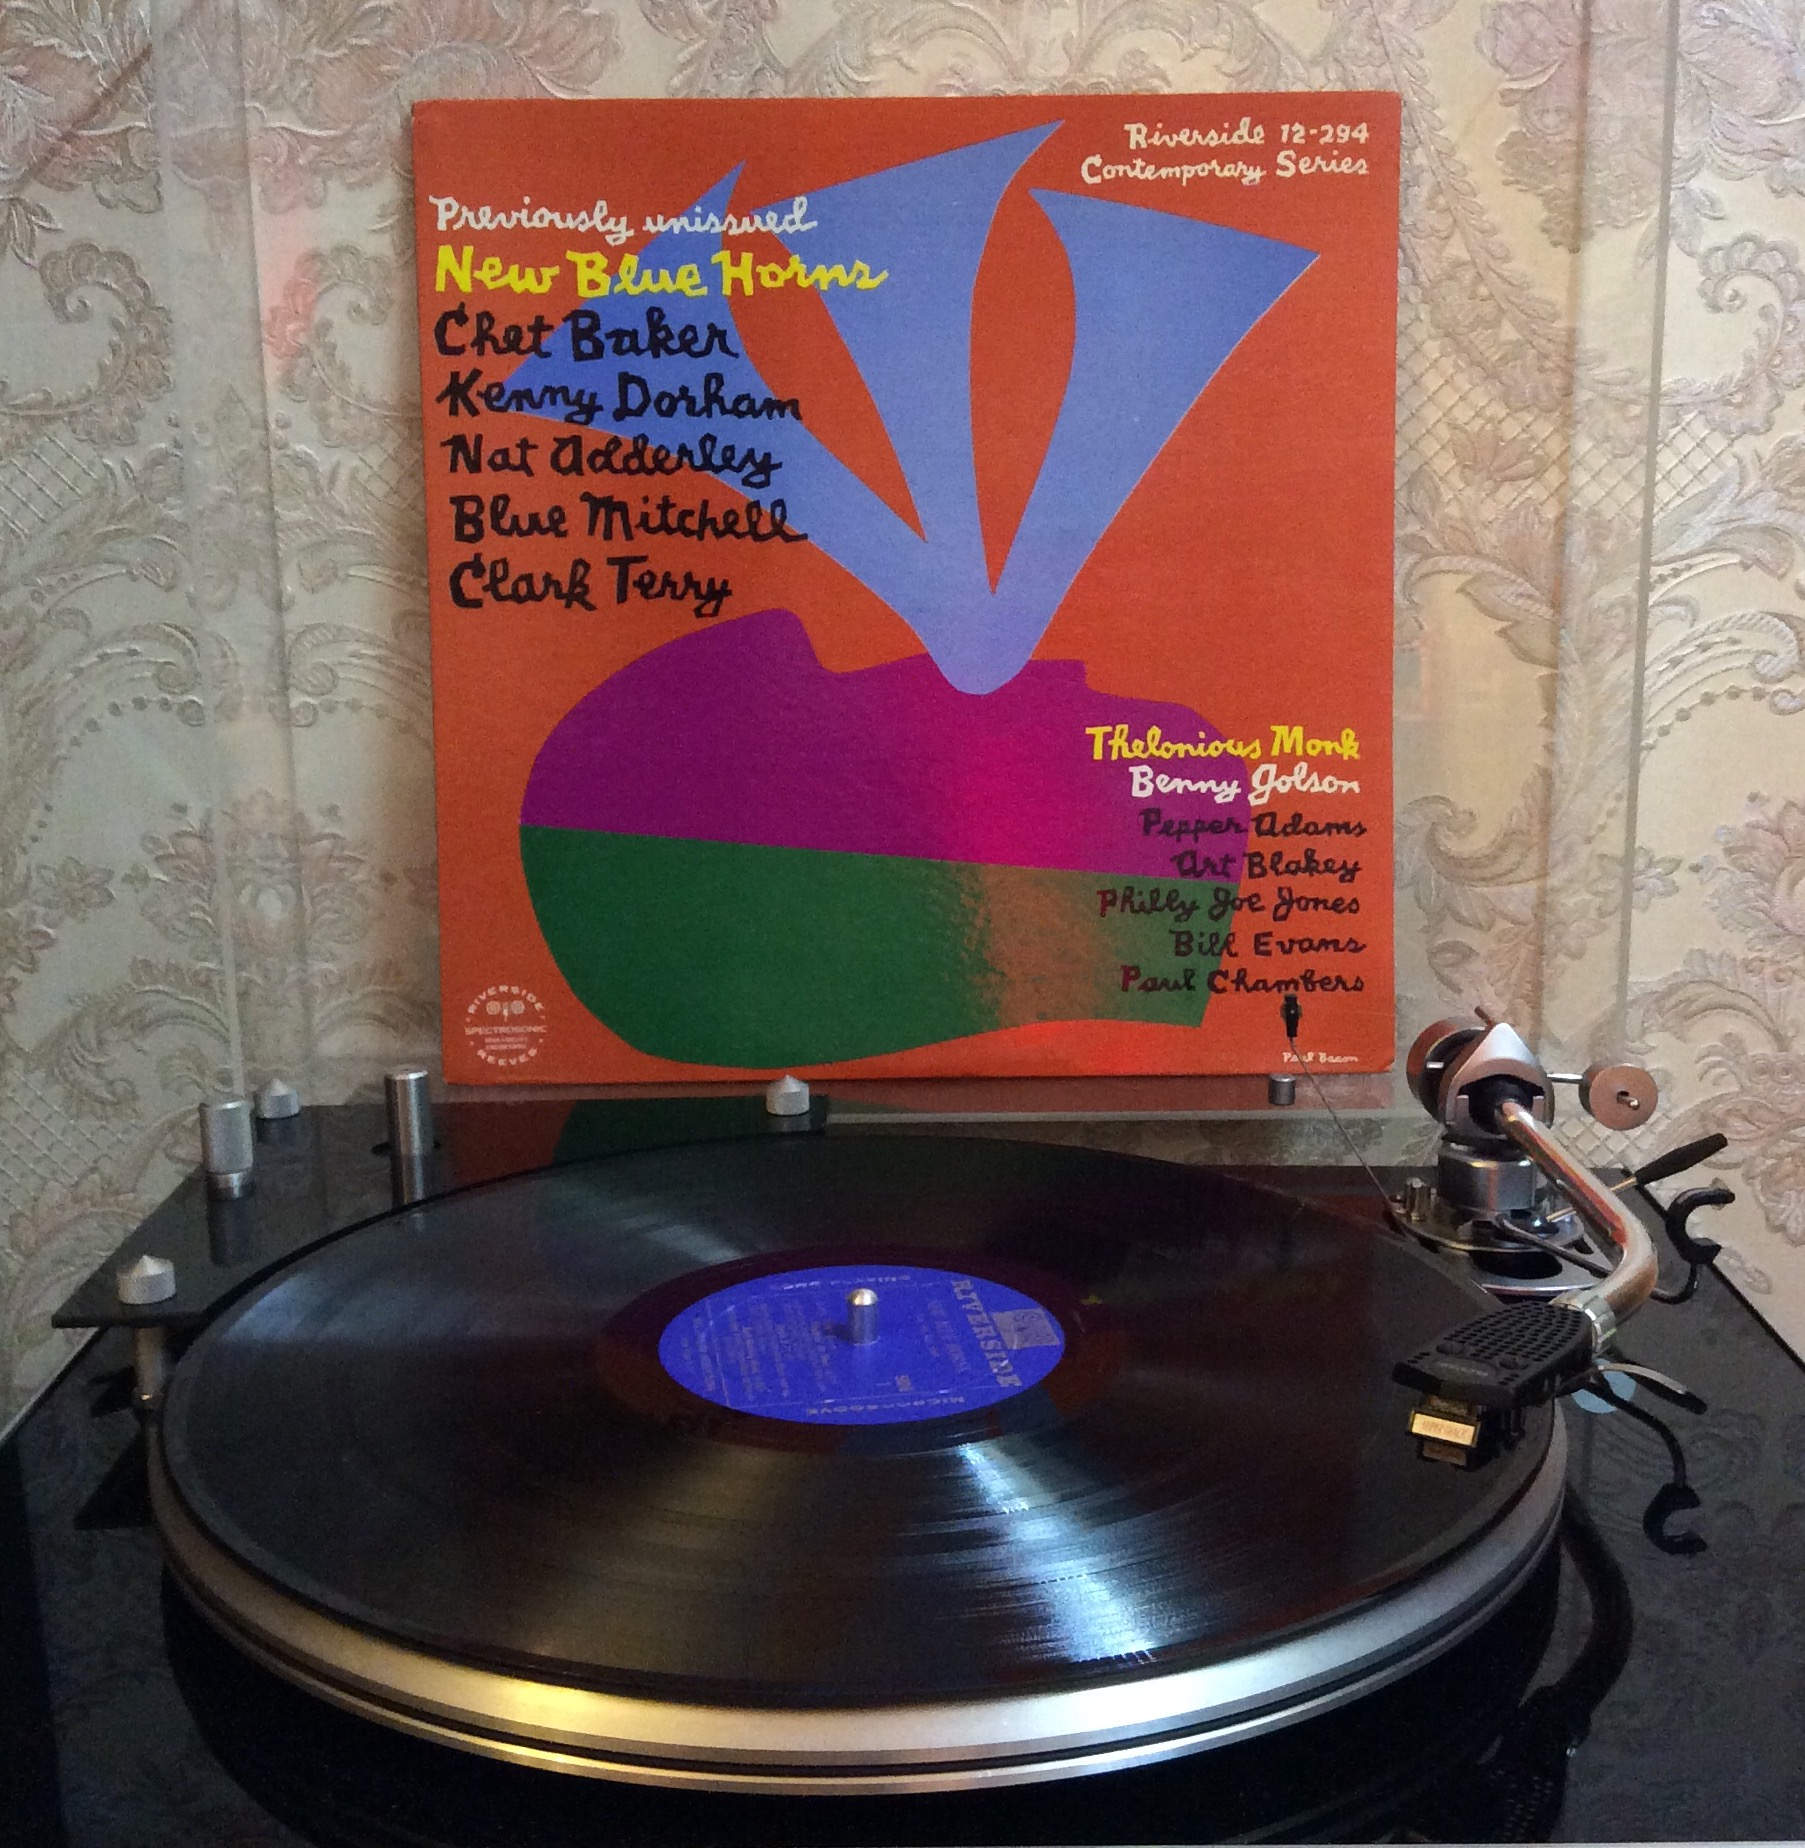 Riverside 12-294
Contemporary Series
Previously unissued
New Blue Horns
Chet Baker
Kenny Dorham
Nat Adderley
Blue Mitchell
Clark Terry
Thelonious Monk
Benny Golson
Pepper Adams
Art Blakey
Philly Joe Jones
Bill Evans
Paul Chambers
RIVERSIDE
SPECTROSONIC
REEVES
Paul Bacon
RIVERSIDE
MICROGROOVE